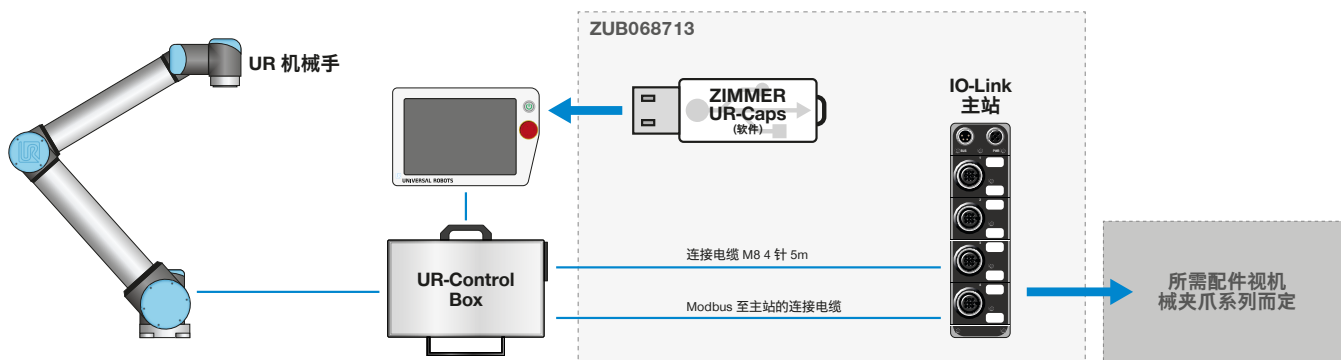 ZUB068713
UR 机械手
ZIMMER
UR-Caps
(软件)
IO-Link
主站
UNIVERSAL ROBOTS
UR
UR-Control
Box
连接电缆 M8 4 针 5m
Modbus 至主站的连接电缆
所需配件视机
械夹爪系列而定